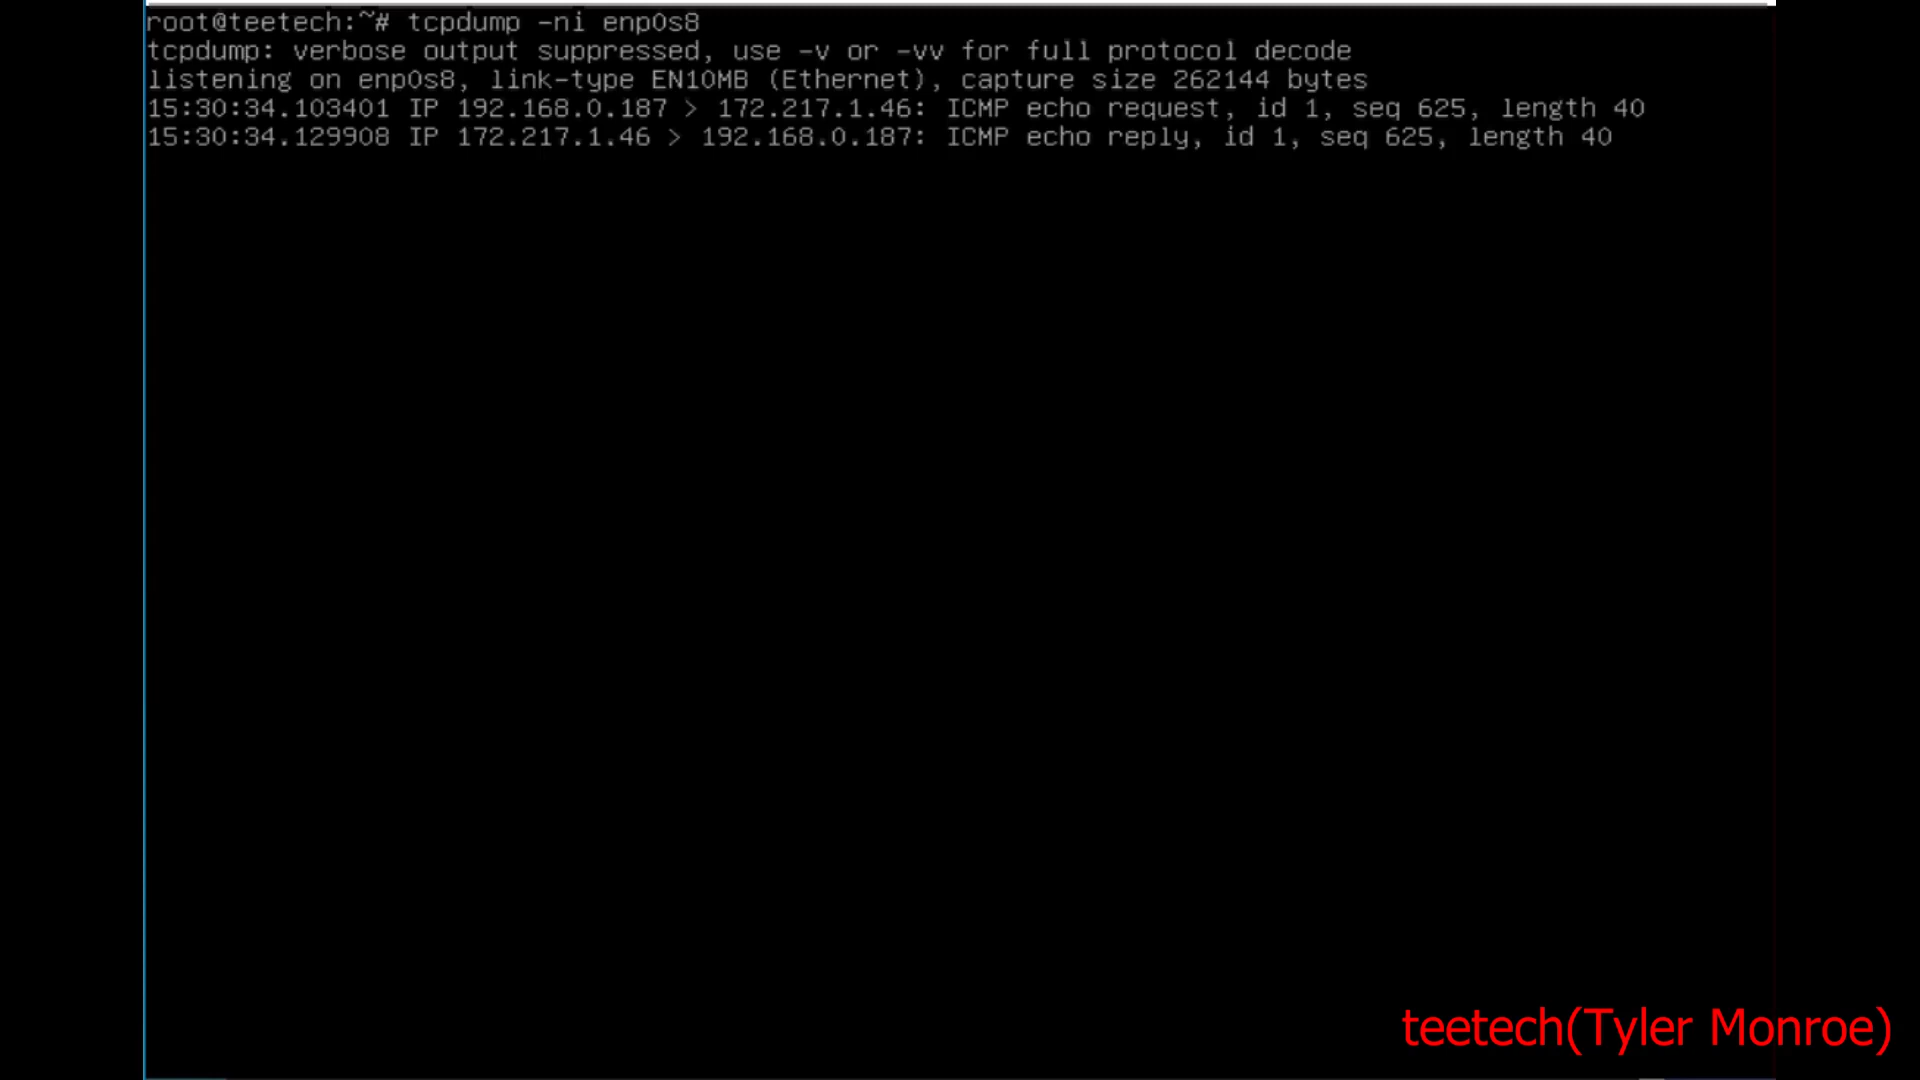 root@teetech:~# tcpdump -ni enp0s8
tcpdump: verbose output suppressed, use -v or -vv for full protocol decode
listening on enp0s8, link-type EN10MB (Ethernet), capture size 262144 bytes
15:30:34.103401 IP 192.168.0.187 > 172.217.1.46: ICMP echo request, id 1, seq 625, length 40
15:30:34.129908 IP 172.217.1.46 > 192.168.0.187: ICMP echo reply, id 1, seq 625, length 40
teetech(Tyler Monroe)